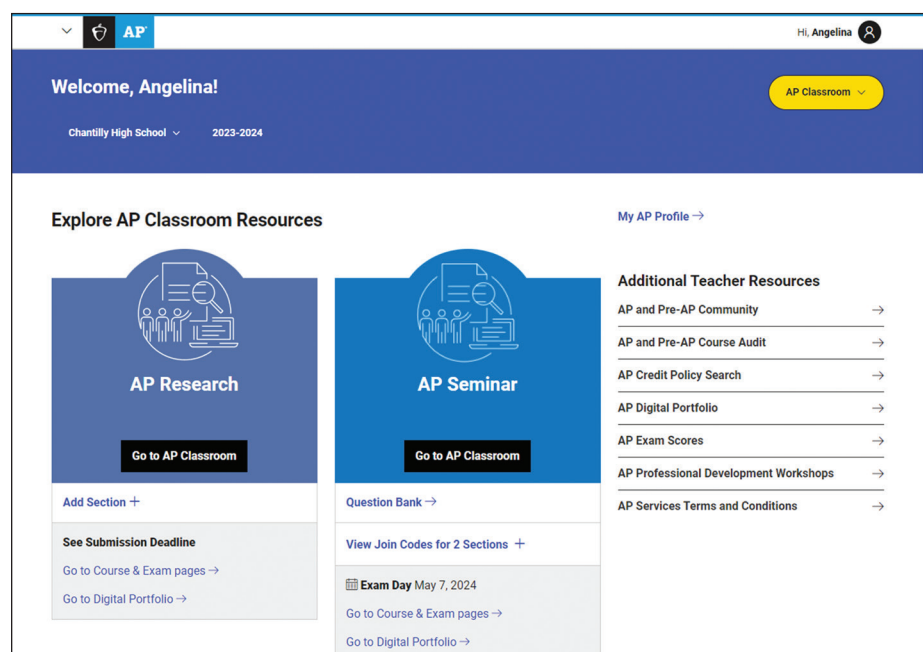 AP
Hi, Angelina
Welcome, Angelina!
AP Classroom
Chantilly High School
2023-2024
Explore AP Classroom Resources
AP Research
Go to AP Classroom
Add Section +
See Submission Deadline
Go to Course & Exam pages →
Go to Digital Portfolio →
AP Seminar
Go to AP Classroom
Question Bank →
View Join Codes for 2 Sections +
Exam Day May 7, 2024
Go to Course & Exam pages →
Go to Digital Portfolio →
My AP Profile →
Additional Teacher Resources
AP and Pre-AP Community →
AP and Pre-AP Course Audit →
AP Credit Policy Search →
AP Digital Portfolio →
AP Exam Scores →
AP Professional Development Workshops →
AP Services Terms and Conditions →